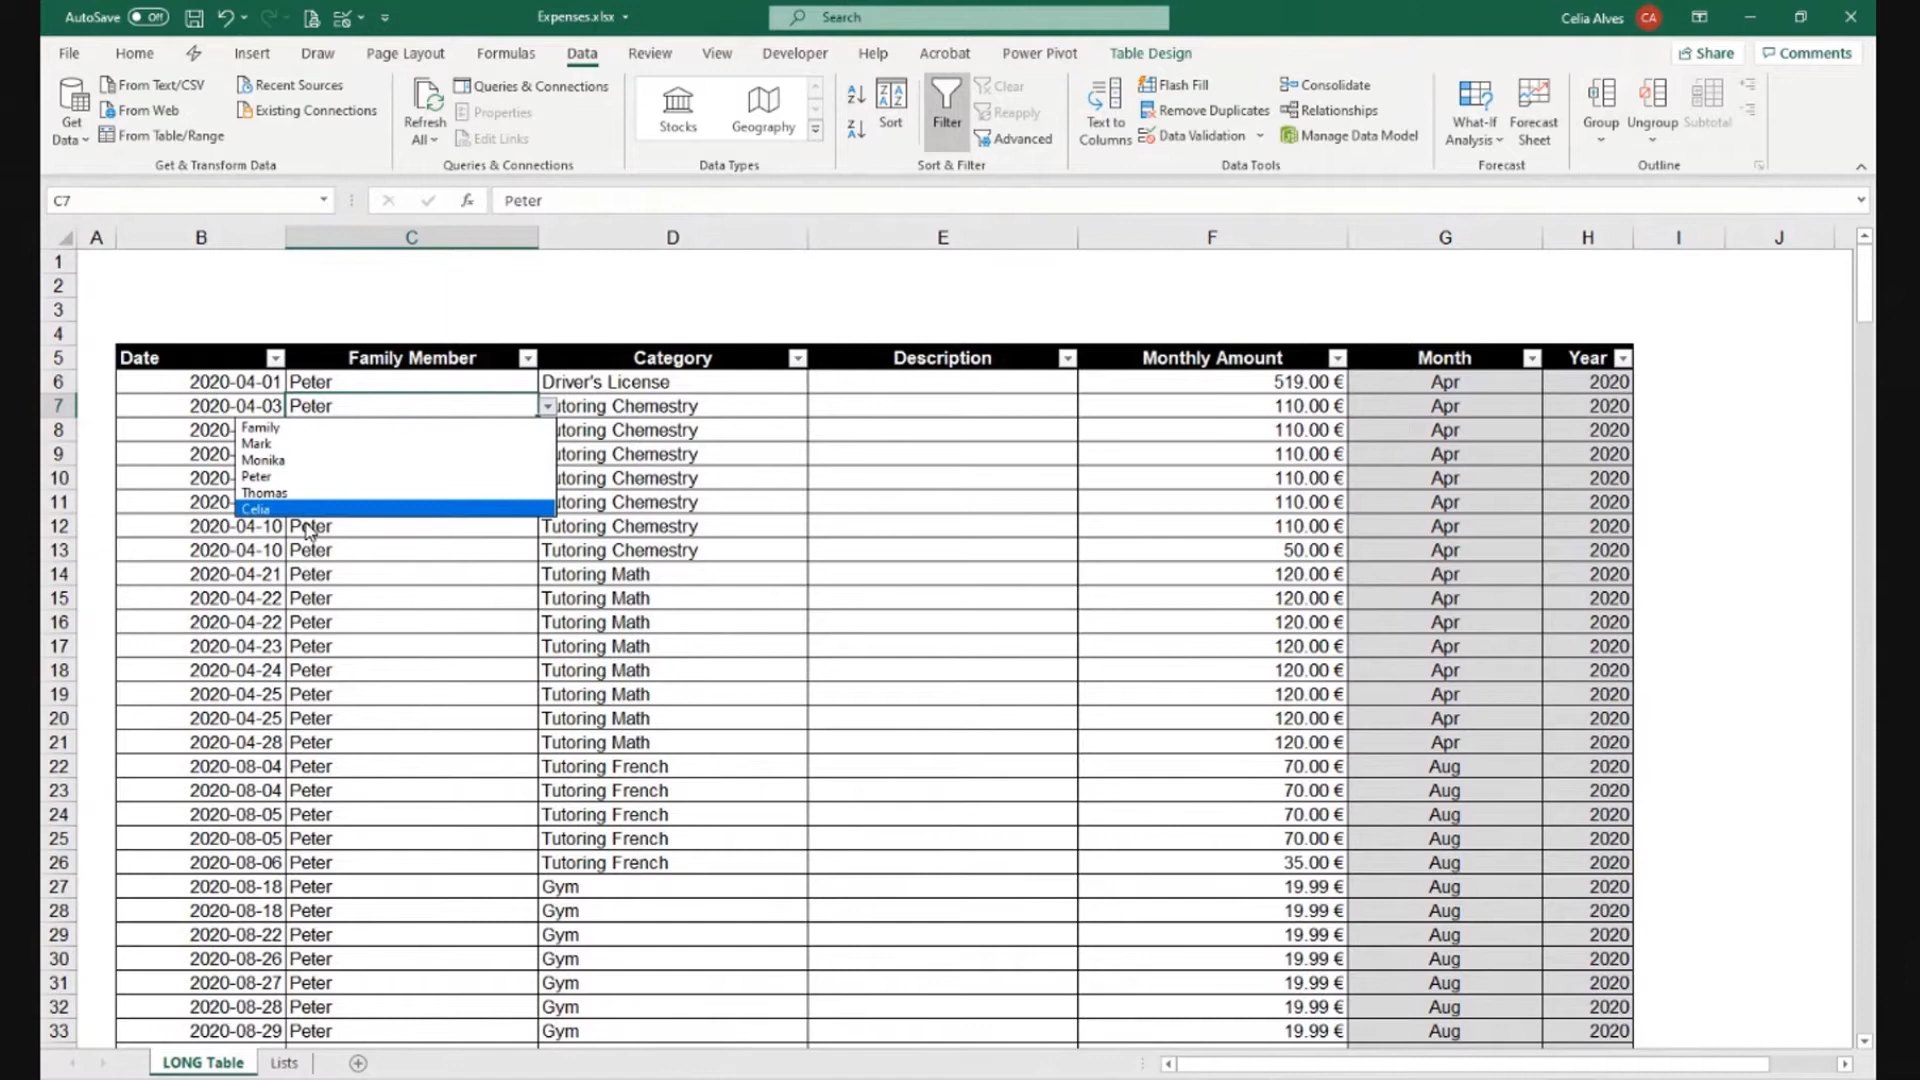 AutoSave Off Expenses.xlsx Search Celia Alves CA
File Home Insert Draw Page Layout Formulas Data Review View Developer Help Acrobat Power Pivot Table Design Share Comments
Get Data From Text/CSV From Web From Table/Range Recent Sources Existing Connections
Get & Transform Data
Refresh All Queries & Connections Properties Edit Links
Queries & Connections
Stocks Geography
Data Types
Sort Filter Clear Reapply Advanced
Sort & Filter
Text to Columns Flash Fill Remove Duplicates Data Validation Consolidate Relationships Manage Data Model
Data Tools
What-If Analysis Forecast Sheet
Forecast
Group Ungroup Subtotal
Outline
C7 fx Peter
A B C D E F G H I J
1
2
3
4
5 Date Family Member Category Description Monthly Amount Month Year
6 2020-04-01 Peter Driver's License 519.00 € Apr 2020
7 2020-04-03 Peter utoring Chemestry 110.00 € Apr 2020
8 2020- utoring Chemestry 110.00 € Apr 2020
9 2020- utoring Chemestry 110.00 € Apr 2020
10 2020- utoring Chemestry 110.00 € Apr 2020
11 2020- utoring Chemestry 110.00 € Apr 2020
Family
Mark
Monika
Peter
Thomas
Celia
12 2020-04-10 Peter Tutoring Chemestry 110.00 € Apr 2020
13 2020-04-10 Peter Tutoring Chemestry 50.00 € Apr 2020
14 2020-04-21 Peter Tutoring Math 120.00 € Apr 2020
15 2020-04-22 Peter Tutoring Math 120.00 € Apr 2020
16 2020-04-22 Peter Tutoring Math 120.00 € Apr 2020
17 2020-04-23 Peter Tutoring Math 120.00 € Apr 2020
18 2020-04-24 Peter Tutoring Math 120.00 € Apr 2020
19 2020-04-25 Peter Tutoring Math 120.00 € Apr 2020
20 2020-04-25 Peter Tutoring Math 120.00 € Apr 2020
21 2020-04-28 Peter Tutoring Math 120.00 € Apr 2020
22 2020-08-04 Peter Tutoring French 70.00 € Aug 2020
23 2020-08-04 Peter Tutoring French 70.00 € Aug 2020
24 2020-08-05 Peter Tutoring French 70.00 € Aug 2020
25 2020-08-05 Peter Tutoring French 70.00 € Aug 2020
26 2020-08-06 Peter Tutoring French 35.00 € Aug 2020
27 2020-08-18 Peter Gym 19.99 € Aug 2020
28 2020-08-18 Peter Gym 19.99 € Aug 2020
29 2020-08-22 Peter Gym 19.99 € Aug 2020
30 2020-08-26 Peter Gym 19.99 € Aug 2020
31 2020-08-27 Peter Gym 19.99 € Aug 2020
32 2020-08-28 Peter Gym 19.99 € Aug 2020
33 2020-08-29 Peter Gym 19.99 € Aug 2020
LONG Table Lists